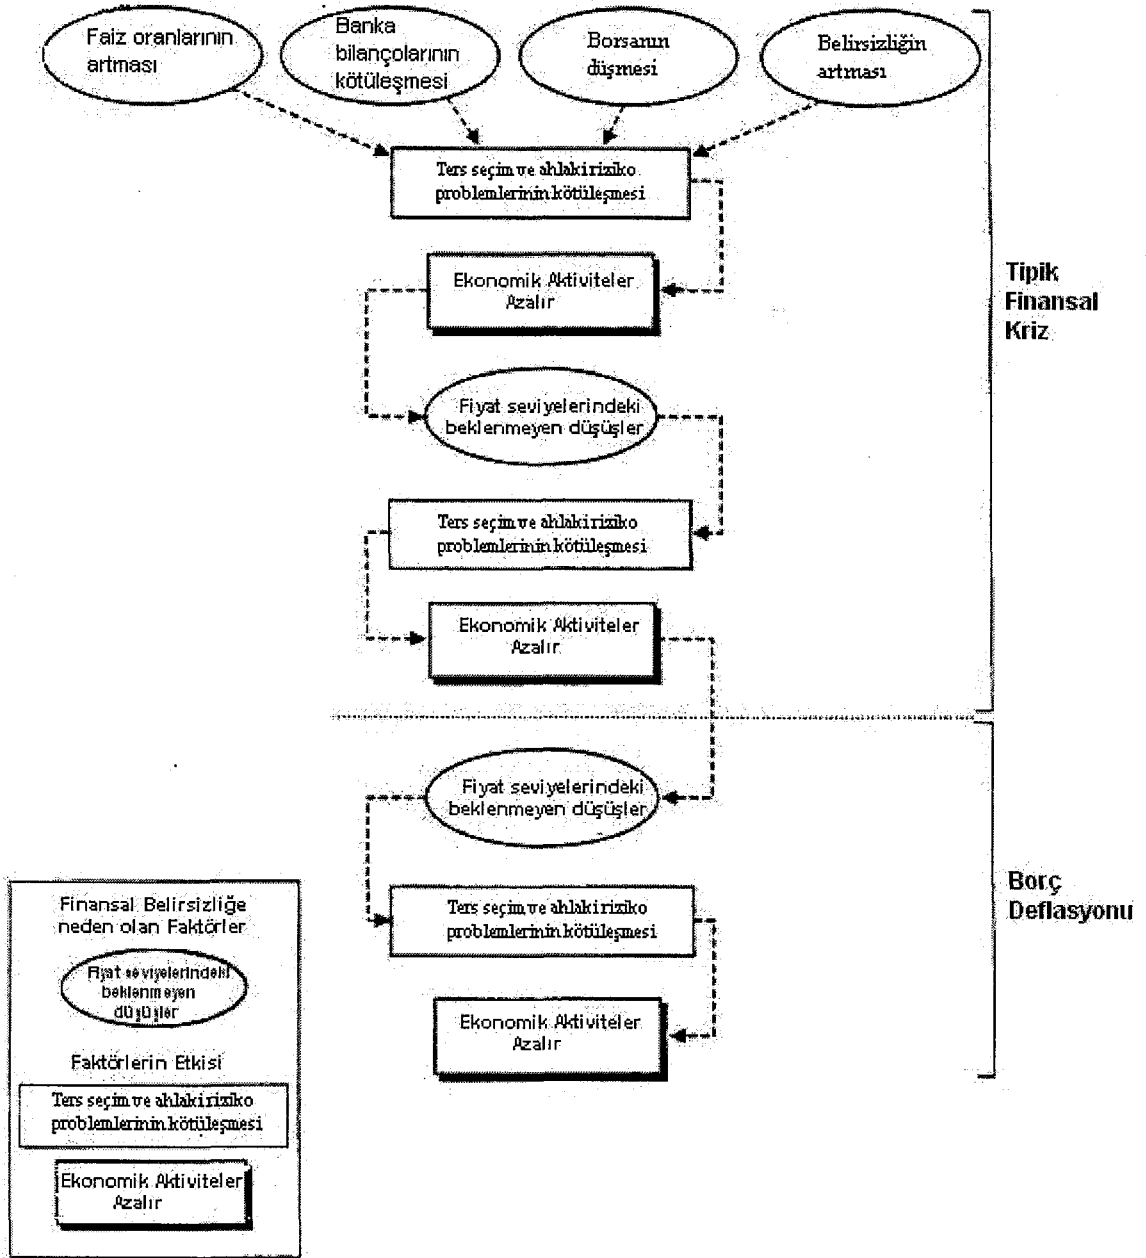 Faiz oranlarının
artması
Banka
bilançolarının
kötüleşmesi
Borsanın
düşmesi
Belirsizliğin
artması
Ters seçim ve ahlaki riziko
problemlerinin kötüleşmesi
Ekonomik Aktiviteler
Azalır
Fiyat seviyelerindeki
beklenmeyen düşüşler
Ters seçim ve ahlaki riziko
problemlerinin kötüleşmesi
Ekonomik Aktiviteler
Azalır
Tipik
Finansal
Kriz
Fiyat seviyelerindeki
beklenmeyen düşüşler
Ters seçim ve ahlaki riziko
problemlerinin kötüleşmesi
Ekonomik Aktiviteler
Azalır
Borç
Deflasyonu
Finansal Belirsizliğe
neden olan Faktörler
Fiyat seviyelerindeki
beklenmeyen
düşüşler
Faktörlerin Etkisi
Ters seçim ve ahlaki riziko
problemlerinin kötüleşmesi
Ekonomik Aktiviteler
Azalır